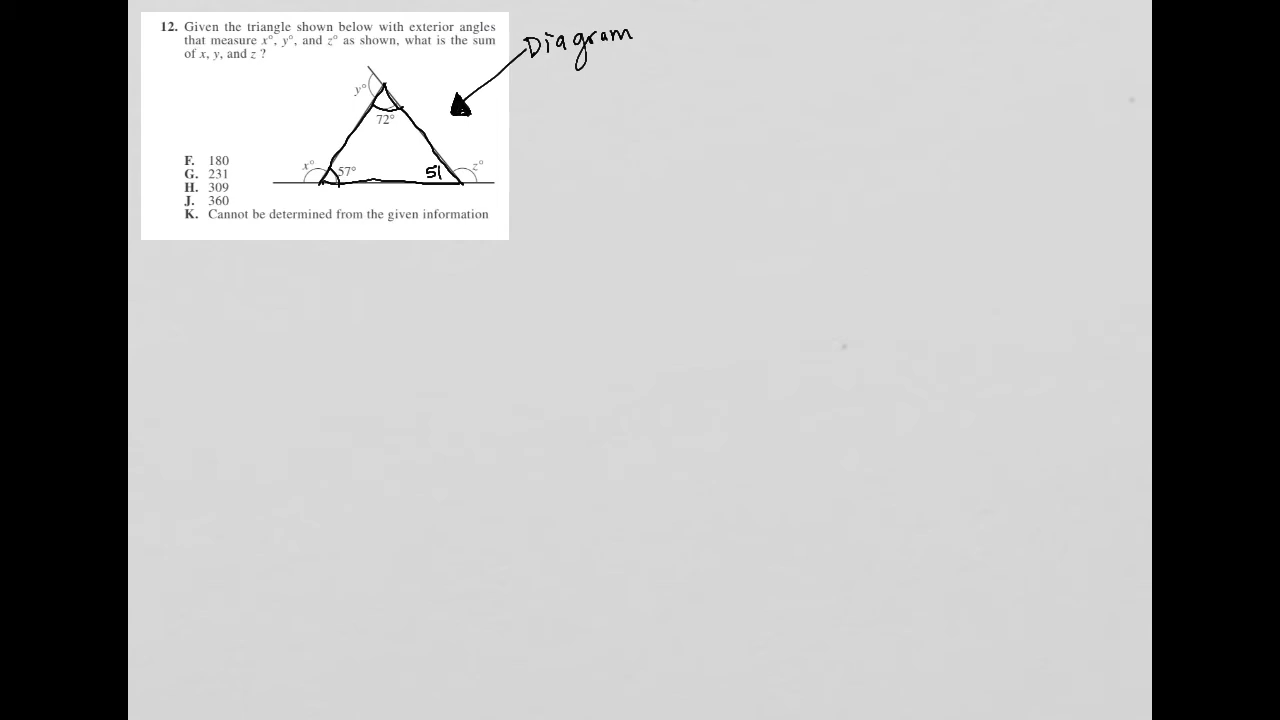 12. Given the triangle shown below with exterior angles
that measure x°, y°, and z° as shown, what is the sum
of x, y, and z ?
Diagram
y°
72°
x°
57°
51
z°
F. 180
G. 231
H. 309
J. 360
K. Cannot be determined from the given information